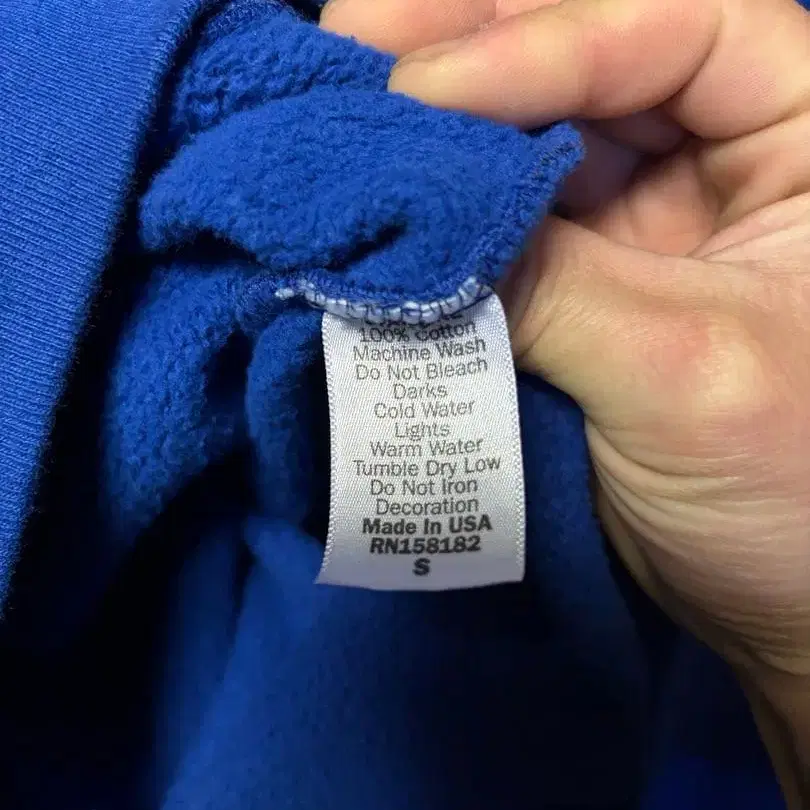 100% Cotton
Machine Wash
Do Not Bleach
Darks
Cold Water
Lights
Warm Water
Tumble Dry Low
Do Not Iron
Decoration
Made In USA
RN158182
S